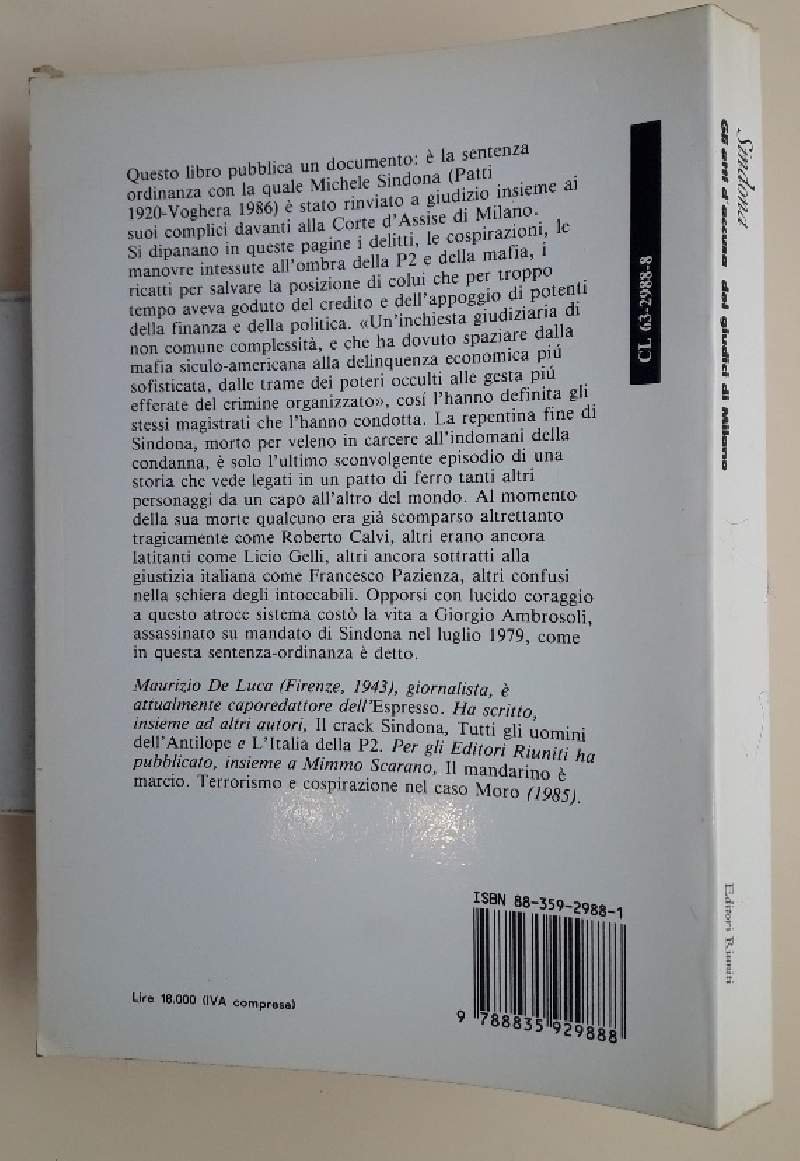 Questo libro pubblica un documento: è la sentenza
ordinanza con la quale Michele Sindona (Patti
1920-Voghera 1986) è stato rinviato a giudizio insieme ai
suoi complici davanti alla Corte d'Assise di Milano.
Si dipanano in queste pagine i delitti, le cospirazioni, le
manovre intessute all'ombra della P2 e della mafia, i
ricatti per salvare la posizione di colui che per troppo
tempo aveva goduto del credito e dell'appoggio di potenti
della finanza e della politica. «Un'inchiesta giudiziaria di
non comune complessità, e che ha dovuto spaziare dalla
mafia siculo-americana alla delinquenza economica piú
sofisticata, dalle trame dei poteri occulti alle gesta piú
efferate del crimine organizzato», cosí l'hanno definita gli
stessi magistrati che l'hanno condotta. La repentina fine di
Sindona, morto per veleno in carcere all'indomani della
condanna, è solo l'ultimo sconvolgente episodio di una
storia che vede legati in un patto di ferro tanti altri
personaggi da un capo all'altro del mondo. Al momento
della sua morte qualcuno era già scomparso altrettanto
tragicamente come Roberto Calvi, altri erano ancora
latitanti come Licio Gelli, altri ancora sottratti alla
giustizia italiana come Francesco Pazienza, altri confusi
nella schiera degli intoccabili. Opporsi con lucido coraggio
a questo atroce sistema costò la vita a Giorgio Ambrosoli,
assassinato su mandato di Sindona nel luglio 1979, come
in questa sentenza-ordinanza è detto.
Maurizio De Luca (Firenze, 1943), giornalista, è
attualmente caporedattore dell'Espresso. Ha scritto,
insieme ad altri autori, Il crack Sindona, Tutti gli uomini
dell'Antilope e L'Italia della P2. Per gli Editori Riuniti ha
pubblicato, insieme a Mimmo Scarano, Il mandarino è
marcio. Terrorismo e cospirazione nel caso Moro (1985).
Lire 18.000 (IVA compresa)
ISBN 88-359-2988-1
9 788835 929888
CL 63-2988-8
Sindona
Gli atti d'accusa dei giudici di Milano
Editori Riuniti